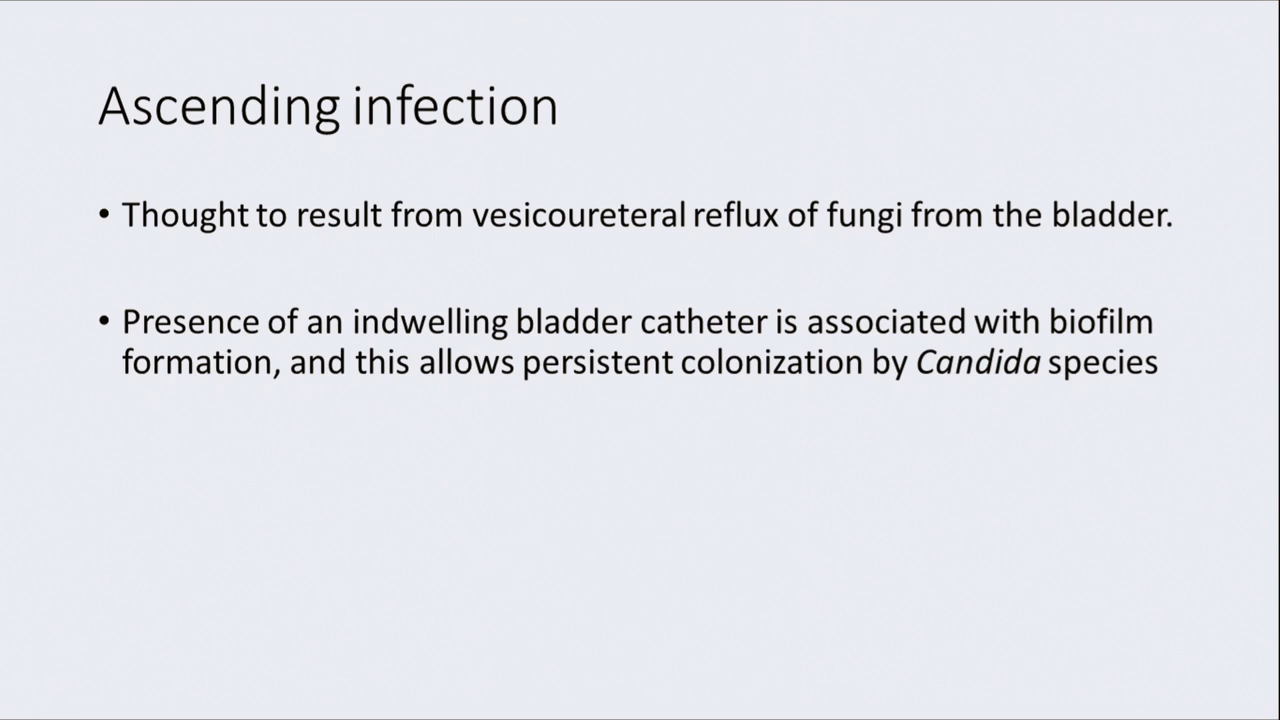 Ascending infection
• Thought to result from vesicoureteral reflux of fungi from the bladder.
• Presence of an indwelling bladder catheter is associated with biofilm
formation, and this allows persistent colonization by Candida species